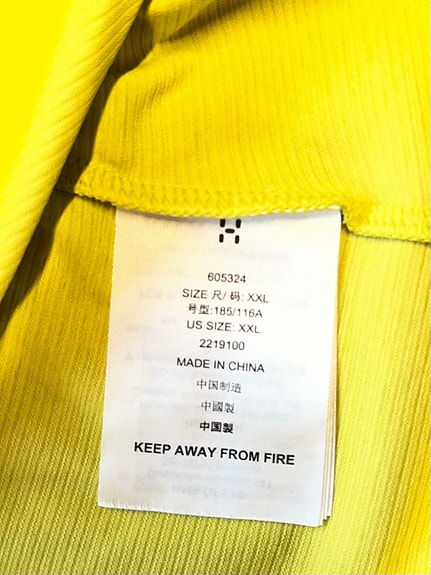 605324
SIZE 尺/ 码: XXL
号型:185/116A
US SIZE: XXL
2219100
MADE IN CHINA
中国制造
中國製
中国製
KEEP AWAY FROM FIRE